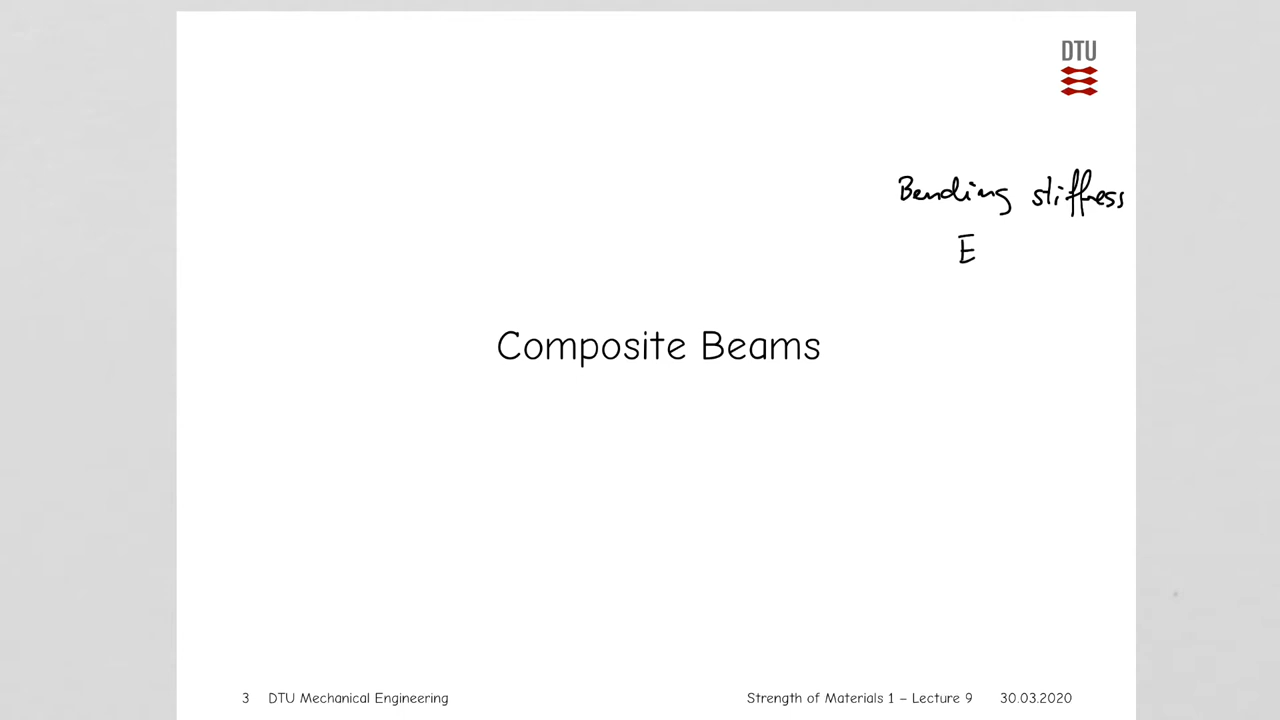 DTU
Bending stiffness
E
Composite Beams
3 DTU Mechanical Engineering Strength of Materials 1 – Lecture 9 30.03.2020